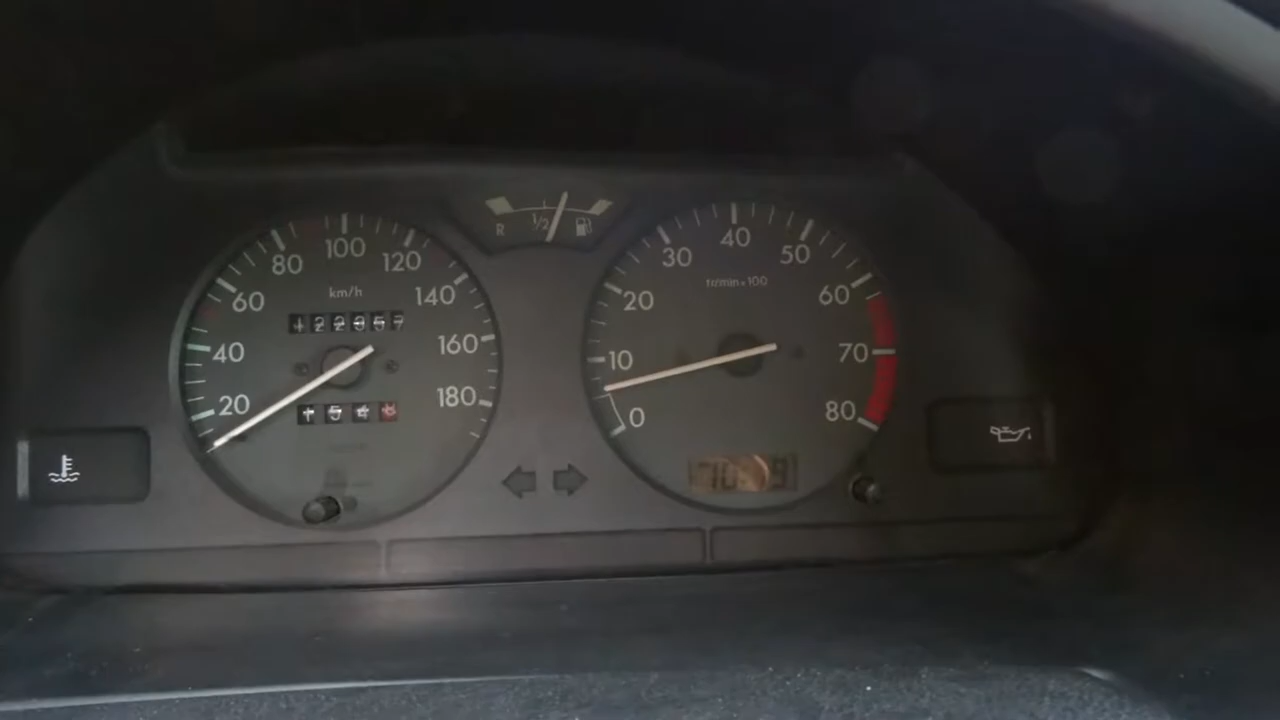 R 1/2
80 100 120
60 km/h 140
40 160
20 180
30 40 50
20 tr/min x 100 60
10 70
0 80